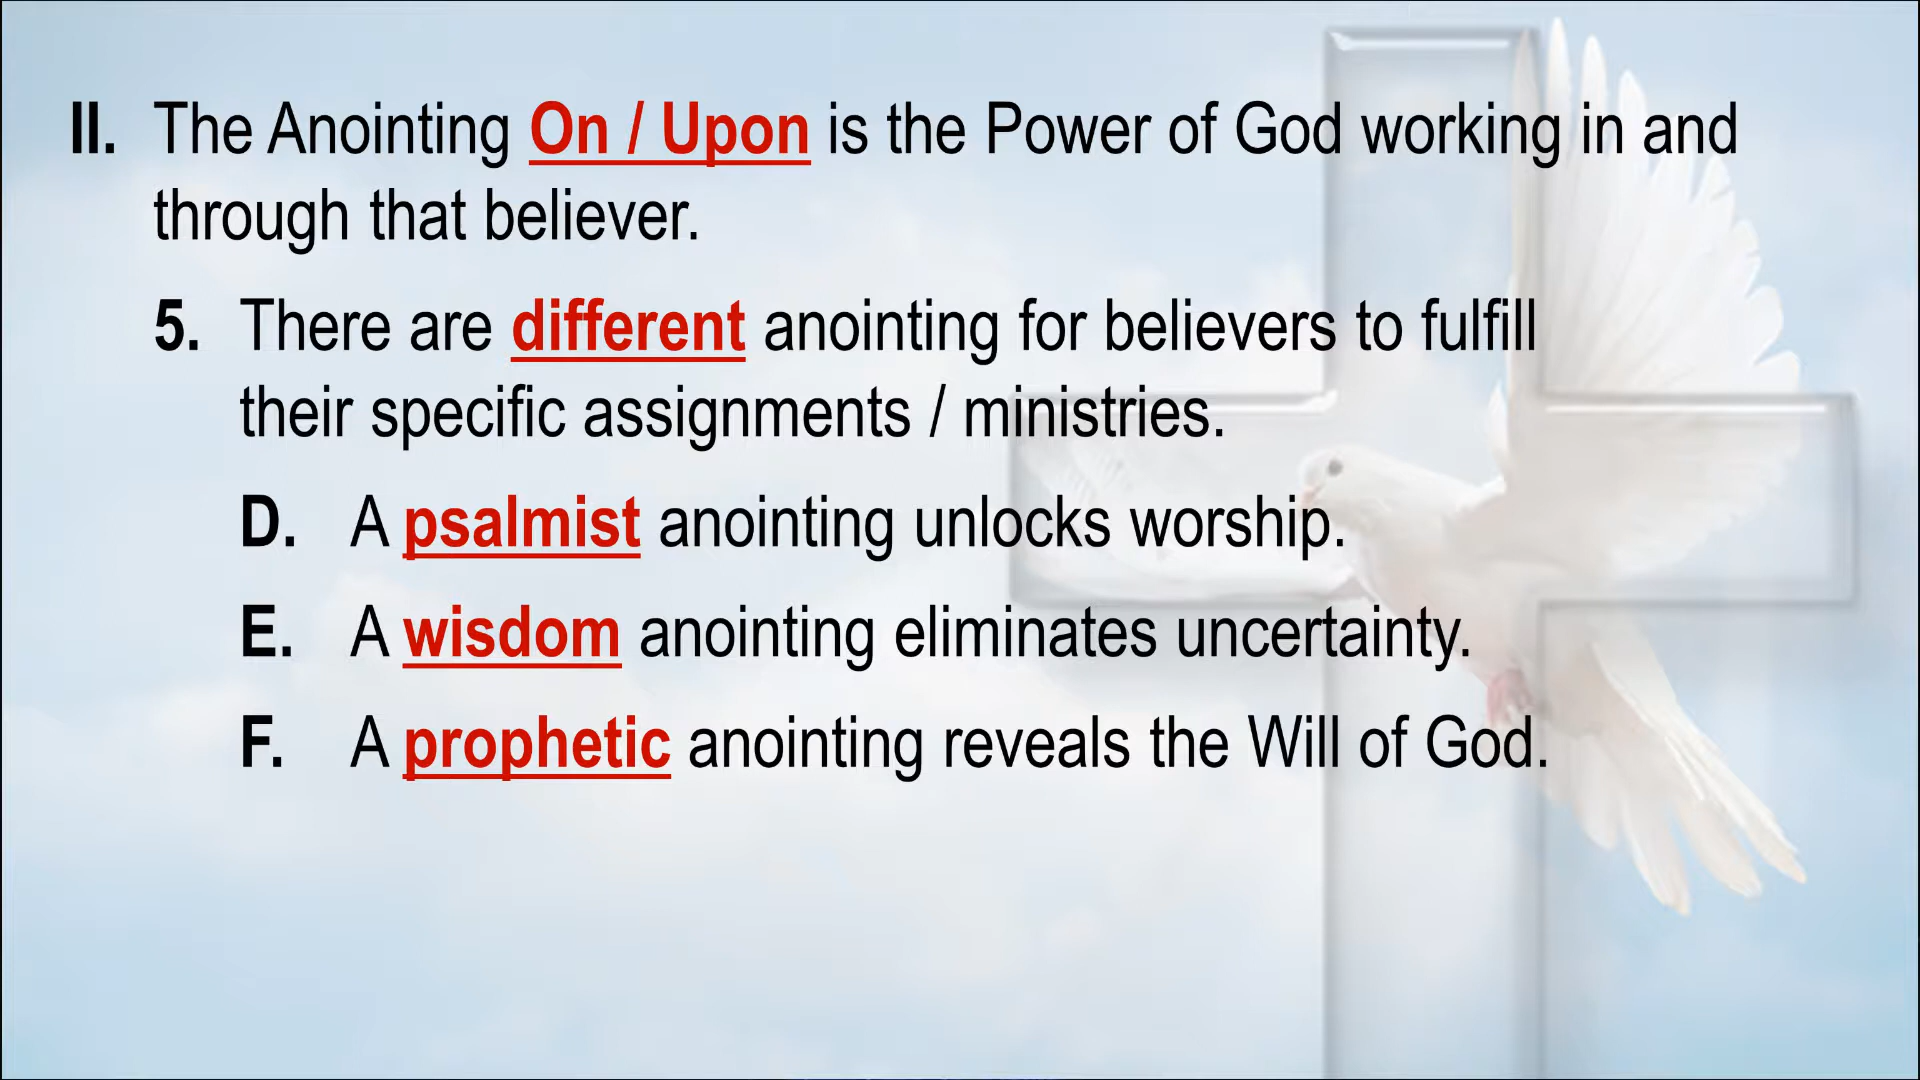 II. The Anointing On / Upon is the Power of God working in and
through that believer.
5. There are different anointing for believers to fulfill
their specific assignments / ministries.
D. A psalmist anointing unlocks worship.
E. A wisdom anointing eliminates uncertainty.
F. A prophetic anointing reveals the Will of God.